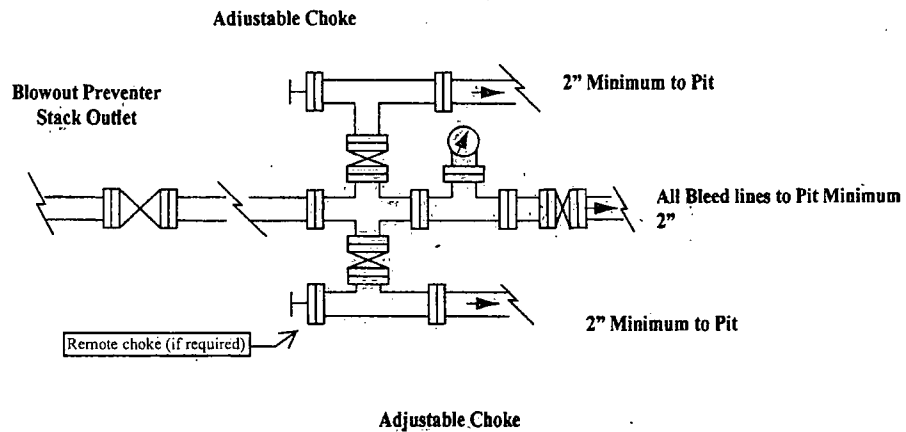 Adjustable Choke
Blowout Preventer
Stack Outlet
2” Minimum to Pit
All Bleed lines to Pit Minimum
2”
2” Minimum to Pit
Remote choke (if required)
Adjustable Choke